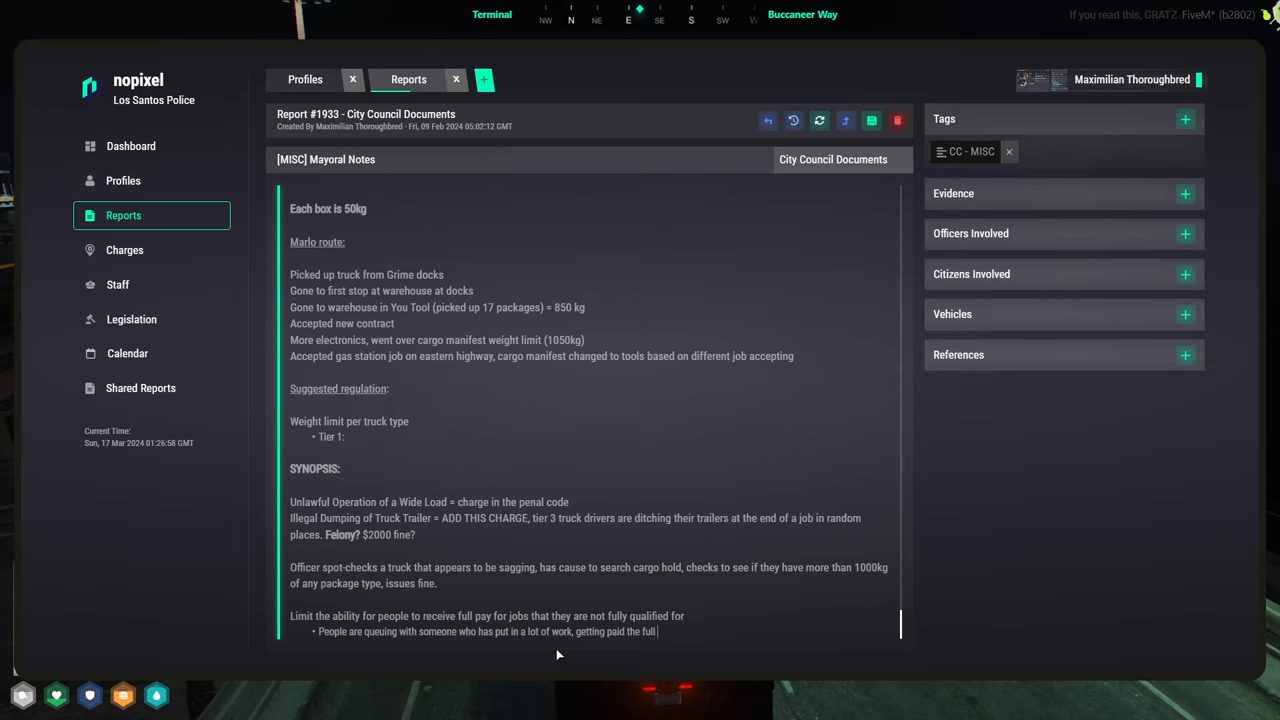 Terminal
NW N NE E SE S SW W
Buccaneer Way
If you read this, GRATZ FiveM* (b2802)
nopixel
Los Santos Police
Profiles x Reports x +
Maximilian Thoroughbred
Report #1933 - City Council Documents
Created By Maximilian Thoroughbred · Fri, 09 Feb 2024 05:02:12 GMT
[MISC] Mayoral Notes
City Council Documents
Dashboard
Profiles
Reports
Charges
Staff
Legislation
Calendar
Shared Reports
Current Time:
Sun, 17 Mar 2024 01:26:58 GMT
Each box is 50kg
Marlo route:
Picked up truck from Grime docks
Gone to first stop at warehouse at docks
Gone to warehouse in You Tool (picked up 17 packages) = 850 kg
Accepted new contract
More electronics, went over cargo manifest weight limit (1050kg)
Accepted gas station job on eastern highway, cargo manifest changed to tools based on different job accepting
Suggested regulation:
Weight limit per truck type
• Tier 1:
SYNOPSIS:
Unlawful Operation of a Wide Load = charge in the penal code
Illegal Dumping of Truck Trailer = ADD THIS CHARGE, tier 3 truck drivers are ditching their trailers at the end of a job in random
places. Felony? $2000 fine?
Officer spot-checks a truck that appears to be sagging, has cause to search cargo hold, checks to see if they have more than 1000kg
of any package type, issues fine.
Limit the ability for people to receive full pay for jobs that they are not fully qualified for
• People are queuing with someone who has put in a lot of work, getting paid the full
Tags +
CC - MISC x
Evidence +
Officers Involved +
Citizens Involved +
Vehicles +
References +